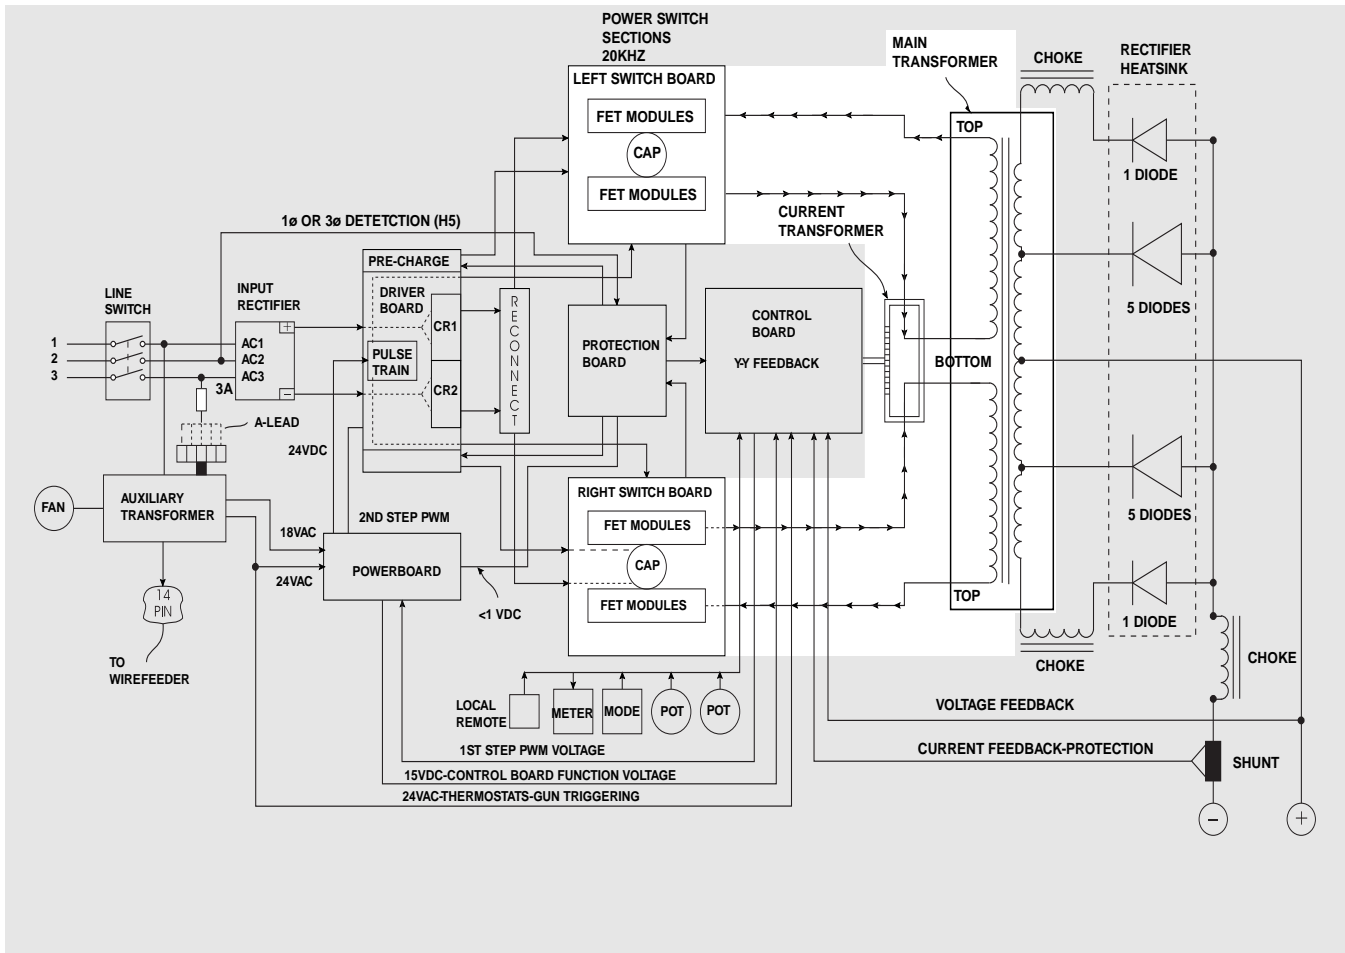 POWER SWITCH
SECTIONS
20KHZ
LEFT SWITCH BOARD
FET MODULES
CAP
FET MODULES
MAIN
TRANSFORMER
CHOKE
RECTIFIER
HEATSINK
TOP
1 DIODE
CURRENT
TRANSFORMER
1ø OR 3ø DETETCTION (H5)
5 DIODES
PRE-CHARGE
DRIVER
BOARD
CR1
PULSE
TRAIN
CR2
RECONNECT
LINE
SWITCH
INPUT
RECTIFIER
+
1
2
3
AC1
AC2
AC3
−
3A
A-LEAD
24VDC
PROTECTION
BOARD
CONTROL
BOARD
Y-Y FEEDBACK
BOTTOM
FAN
AUXILIARY
TRANSFORMER
18VAC
24VAC
2ND STEP PWM
POWERBOARD
<1 VDC
RIGHT SWITCH BOARD
FET MODULES
CAP
FET MODULES
TOP
5 DIODES
1 DIODE
CHOKE
CHOKE
14
PIN
TO
WIREFEEDER
LOCAL
REMOTE
METER
MODE
POT
POT
VOLTAGE FEEDBACK
1ST STEP PWM VOLTAGE
CURRENT FEEDBACK-PROTECTION
SHUNT
15VDC-CONTROL BOARD FUNCTION VOLTAGE
24VAC-THERMOSTATS-GUN TRIGGERING
−
+